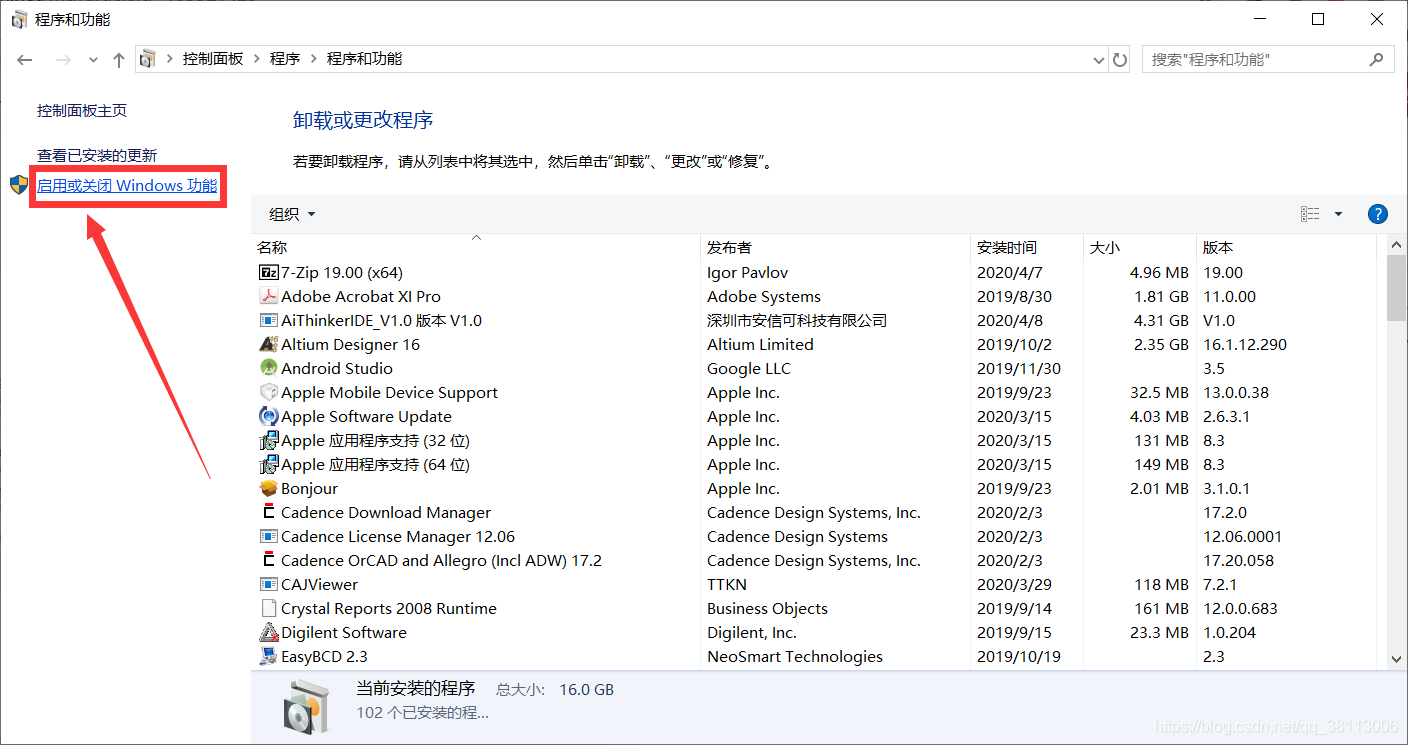 程序和功能
控制面板 程序 程序和功能
搜索"程序和功能"
控制面板主页
查看已安装的更新
启用或关闭 Windows 功能
卸载或更改程序
若要卸载程序，请从列表中将其选中，然后单击“卸载”、“更改”或“修复”。
组织
名称 发布者 安装时间 大小 版本
7-Zip 19.00 (x64) Igor Pavlov 2020/4/7 4.96 MB 19.00
Adobe Acrobat XI Pro Adobe Systems 2019/8/30 1.81 GB 11.0.00
AiThinkerIDE_V1.0 版本 V1.0 深圳市安信可科技有限公司 2020/4/8 4.31 GB V1.0
Altium Designer 16 Altium Limited 2019/10/2 2.35 GB 16.1.12.290
Android Studio Google LLC 2019/11/30 3.5
Apple Mobile Device Support Apple Inc. 2019/9/23 32.5 MB 13.0.0.38
Apple Software Update Apple Inc. 2020/3/15 4.03 MB 2.6.3.1
Apple 应用程序支持 (32 位) Apple Inc. 2020/3/15 131 MB 8.3
Apple 应用程序支持 (64 位) Apple Inc. 2020/3/15 149 MB 8.3
Bonjour Apple Inc. 2019/9/23 2.01 MB 3.1.0.1
Cadence Download Manager Cadence Design Systems, Inc. 2020/2/3 17.2.0
Cadence License Manager 12.06 Cadence Design Systems 2020/2/3 12.06.0001
Cadence OrCAD and Allegro (Incl ADW) 17.2 Cadence Design Systems, Inc. 2020/2/3 17.20.058
CAJViewer TTKN 2020/3/29 118 MB 7.2.1
Crystal Reports 2008 Runtime Business Objects 2019/9/14 161 MB 12.0.0.683
Digilent Software Digilent, Inc. 2019/9/15 23.3 MB 1.0.204
EasyBCD 2.3 NeoSmart Technologies 2019/10/19 2.3
当前安装的程序 总大小: 16.0 GB
102 个已安装的程...
https://blog.csdn.net/qq_38113006